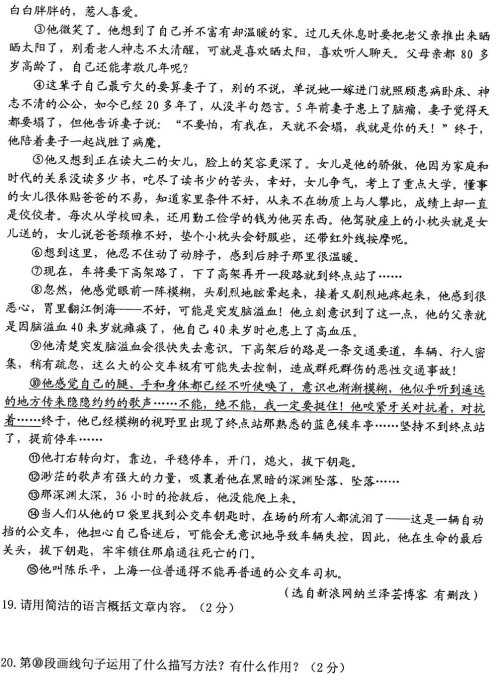 白白胖胖的，惹人喜爱。
③他微笑了。他想到了自己并不富有却温暖的家。过几天休息时要把老父亲推出来晒
晒太阳了，别看老人神志不太清醒，可就是喜欢晒太阳，喜欢听人聊天。父母亲都 80 多
岁高龄了，自己还能孝敬几年呢？
④这辈子自己最亏欠的要算妻子了，别的不说，单说她一嫁进门就照顾患病卧床、神
志不清的公公，如今已经 20 多年了，从没半句怨言。5 年前妻子患上了脑瘤，妻子觉得天
都要塌了，但他告诉妻子说：“不要怕，有我在，天就不会塌，我就是你的天！”终于，
他陪着妻子一起战胜了病魔。
⑤他又想到正在读大二的女儿，脸上的笑容更深了。女儿是他的骄傲，他因为家庭和
时代的关系没读多少书，吃尽了读书少的苦头，幸好，女儿争气，考上了重点大学。懂事
的女儿很体贴爸爸的不易，知道家里条件不好，从来不在物质上与人攀比，成绩上却一直
是佼佼者。每次从学校回来，还用勤工俭学的钱为他买东西。他驾驶座上的小枕头就是女
儿送的，女儿说爸爸颈椎不好，垫个小枕头会舒服些，还带红外线按摩呢。
⑥想到这里，他忍不住动了动脖子，感到后脖子那里很温暖。
⑦现在，车将要下高架路了，下了高架再开一段路就到终点站了……
⑧忽然，他感觉眼前一阵模糊，头剧烈地眩晕起来，接着又剧烈地疼起来，他感到很
恶心，胃里翻江倒海——不好，可能是突发脑溢血！他立刻意识到了这一点，他的父亲就
是因脑溢血 40 来岁就瘫痪了，他自己 40 来岁时也患上了高血压。
⑨他清楚突发脑溢血会很快失去意识。下高架后的路是一条交通要道，车辆、行人密
集，稍有疏忽，这么大的公交车极有可能失去控制，造成群死群伤的恶性交通事故！
⑩他感觉自己的腿、手和身体都已经不听使唤了，意识也渐渐模糊，他似乎听到遥远
的地方传来隐隐约约的歌声……不能，绝不能，我一定要挺住！他咬紧牙关对抗着，对抗
着……终于，他已经模糊的视野里出现了终点站那熟悉的蓝色候车亭……坚持不到终点站
了，提前停车……
⑪他打右转向灯，靠边，平稳停车，开门，熄火，拔下钥匙。
⑫渺茫的歌声有强大的力量，吸裹着他在黑暗的深渊坠落、坠落……
⑬那深渊太深，36 小时的抢救后，他没能爬上来。
⑭当人们从他的口袋里找到公交车钥匙时，在场的所有人都流泪了——这是一辆自动
挡的公交车，他担心自己昏迷后，可能会无意识地导致车辆失控，因此，他在生命的最后
关头，拔下钥匙，牢牢锁住那扇通往死亡的门。
⑮他叫陈乐平，上海一位普通得不能再普通的公交车司机。
（选自新浪网纳兰泽芸博客 有删改）
19.请用简洁的语言概括文章内容。（2 分）
20.第⑩段画线句子运用了什么描写方法？有什么作用？（2 分）